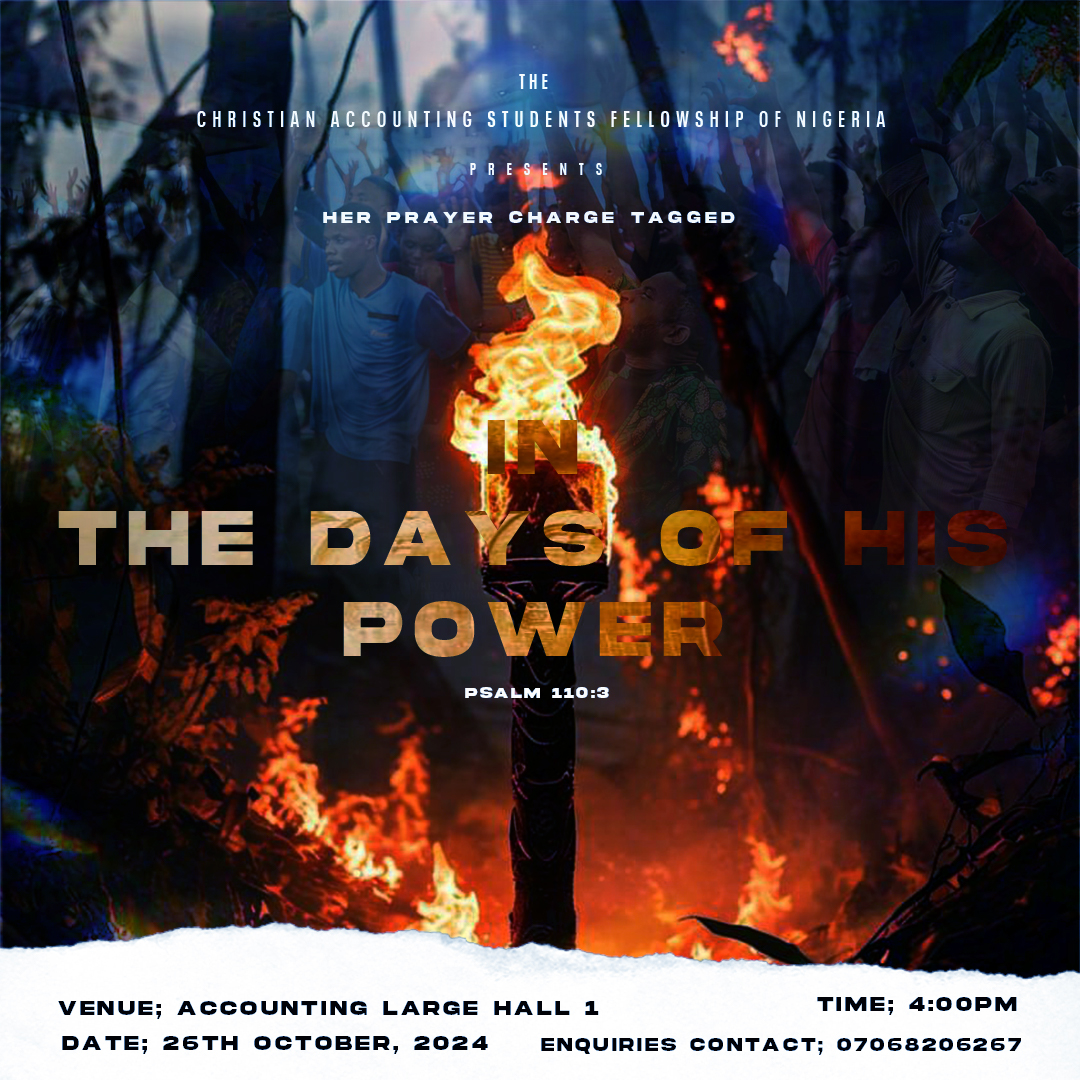 THE
CHRISTIAN ACCOUNTING STUDENTS FELLOWSHIP OF NIGERIA
PRESENTS
HER PRAYER CHARGE TAGGED
IN
THE DAYS OF HIS
POWER
PSALM 110:3
VENUE; ACCOUNTING LARGE HALL 1
TIME; 4:00PM
DATE; 26TH OCTOBER, 2024
ENQUIRIES CONTACT; 07068206267